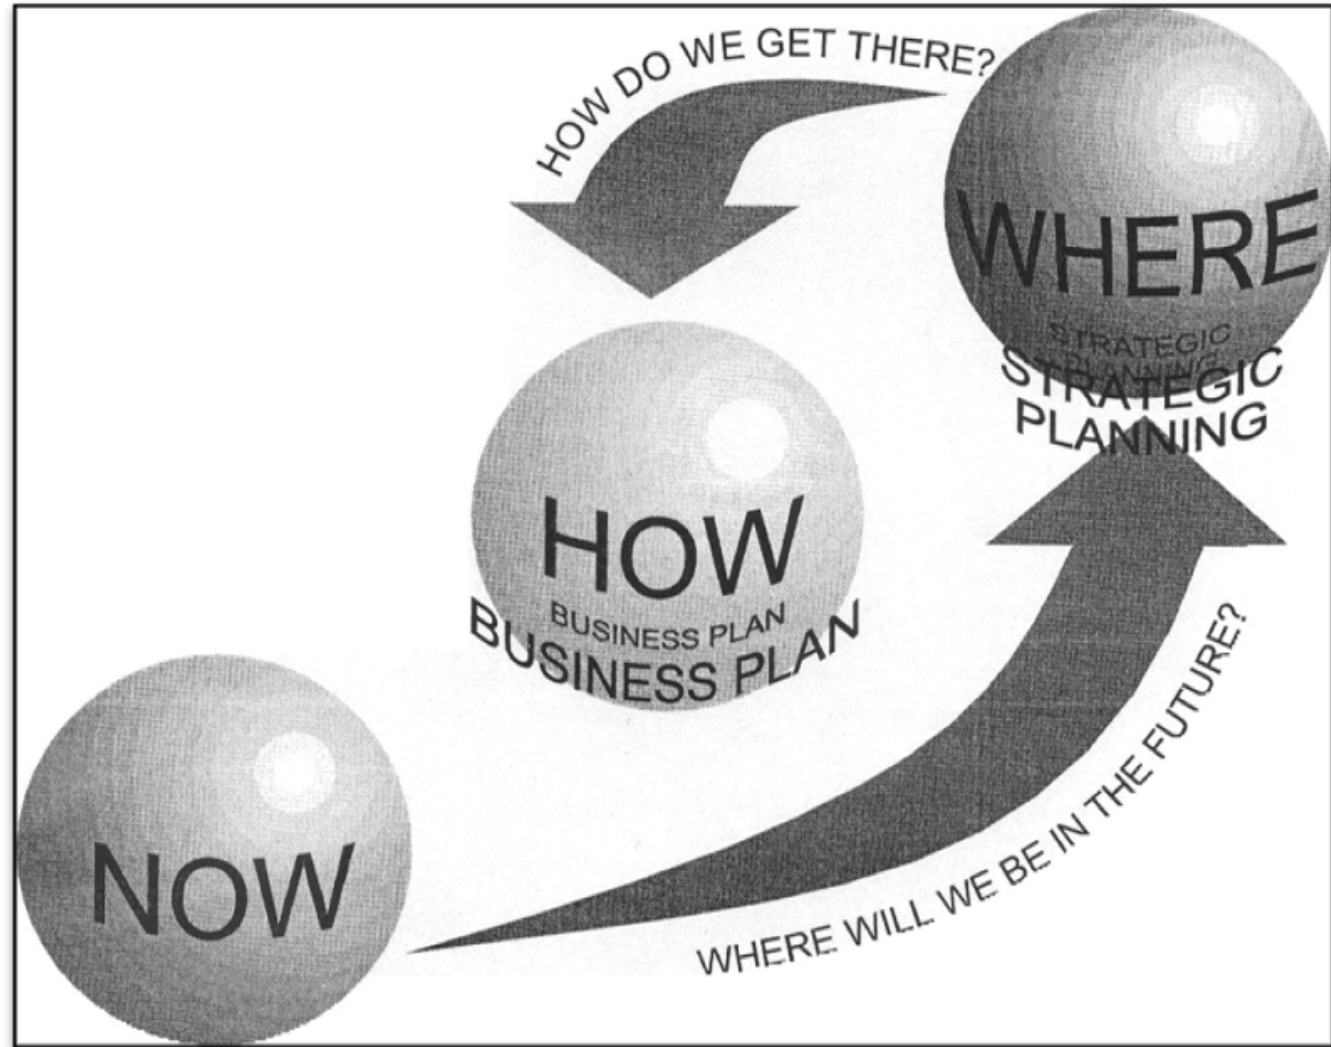 HOW DO WE GET THERE?
WHERE
STRATEGIC
PLANNING
STRATEGIC
PLANNING
HOW
BUSINESS PLAN
BUSINESS PLAN
NOW
WHERE WILL WE BE IN THE FUTURE?